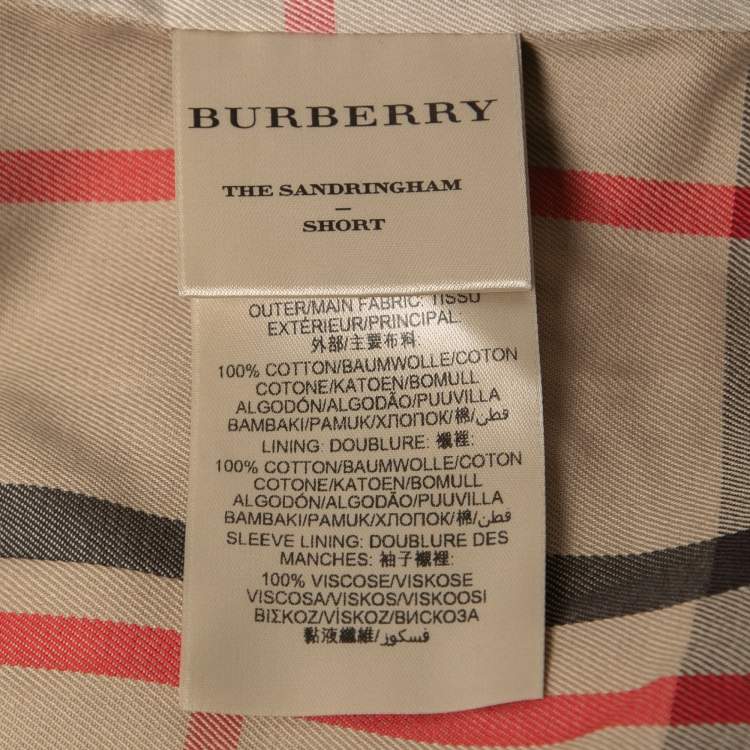 BURBERRY
THE SANDRINGHAM
–
SHORT
OUTER/MAIN FABRIC: TISSU
EXTÉRIEUR/PRINCIPAL:
外部/主要布料:
100% COTTON/BAUMWOLLE/COTON
COTONE/KATOEN/BOMULL
ALGODÓN/ALGODÃO/PUUVILLA
ΒΑΜΒΑΚΙ/PAMUK/ХЛОПОК/棉/قطن
LINING: DOUBLURE: 襯裡:
100% COTTON/BAUMWOLLE/COTON
COTONE/KATOEN/BOMULL
ALGODÓN/ALGODÃO/PUUVILLA
ΒΑΜΒΑΚΙ/PAMUK/ХЛОПОК/棉/قطن
SLEEVE LINING: DOUBLURE DES
MANCHES: 袖子襯裡:
100% VISCOSE/VISKOSE
VISCOSA/VISKOS/VISKOOSI
ΒΙΣΚΟΖ/VİSKOZ/ВИСКОЗА
黏液纖維/فسكوز